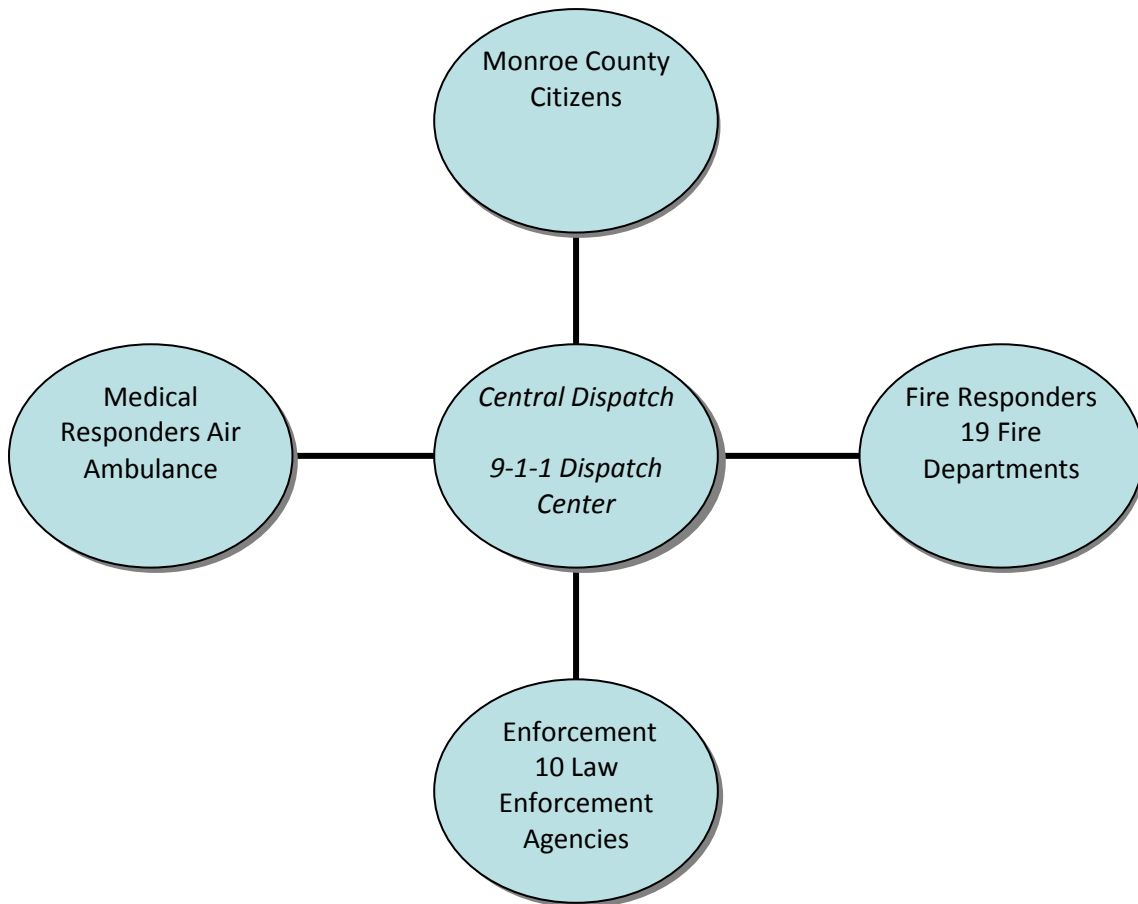 Monroe County
Citizens
Medical
Responders Air
Ambulance
Central Dispatch
9-1-1 Dispatch
Center
Fire Responders
19 Fire
Departments
Enforcement
10 Law
Enforcement
Agencies